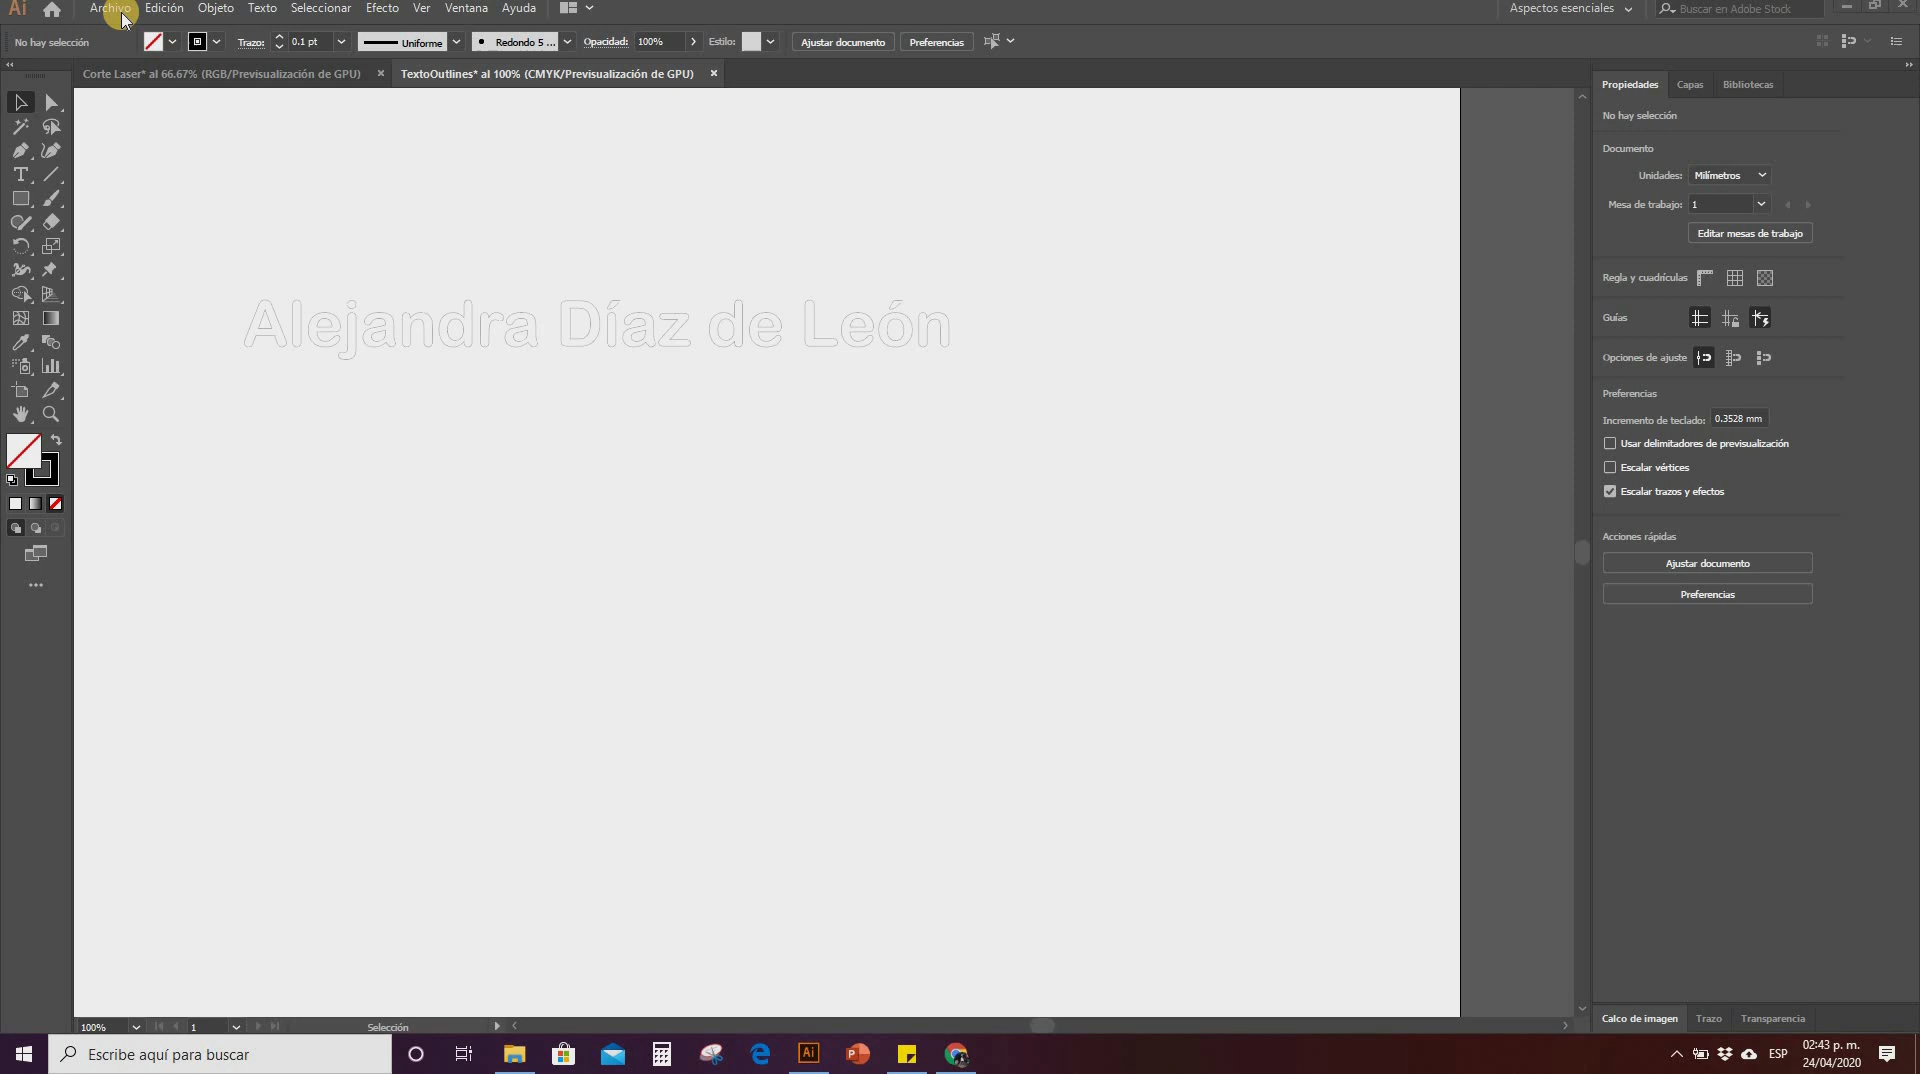 Ai Archivo Edición Objeto Texto Seleccionar Efecto Ver Ventana Ayuda Aspectos esenciales Buscar en Adobe Stock
No hay selección Trazo: 0.1 pt Uniforme Redondo 5 ... Opacidad: 100% Estilo: Ajustar documento Preferencias
Corte Laser* al 66.67% (RGB/Previsualización de GPU) × TextoOutlines* al 100% (CMYK/Previsualización de GPU) ×
Propiedades Capas Bibliotecas
No hay selección
Documento
Unidades: Milímetros
Mesa de trabajo: 1
Editar mesas de trabajo
Regla y cuadrículas
Guías
Opciones de ajuste
Preferencias
Incremento de teclado: 0.3528 mm
Usar delimitadores de previsualización
Escalar vértices
Escalar trazos y efectos
Acciones rápidas
Ajustar documento
Preferencias
Alejandra Díaz de León
Calco de imagen Trazo Transparencia
100% 1 Selección
Escribe aquí para buscar
Ai
P
ESP
02:43 p. m.
24/04/2020